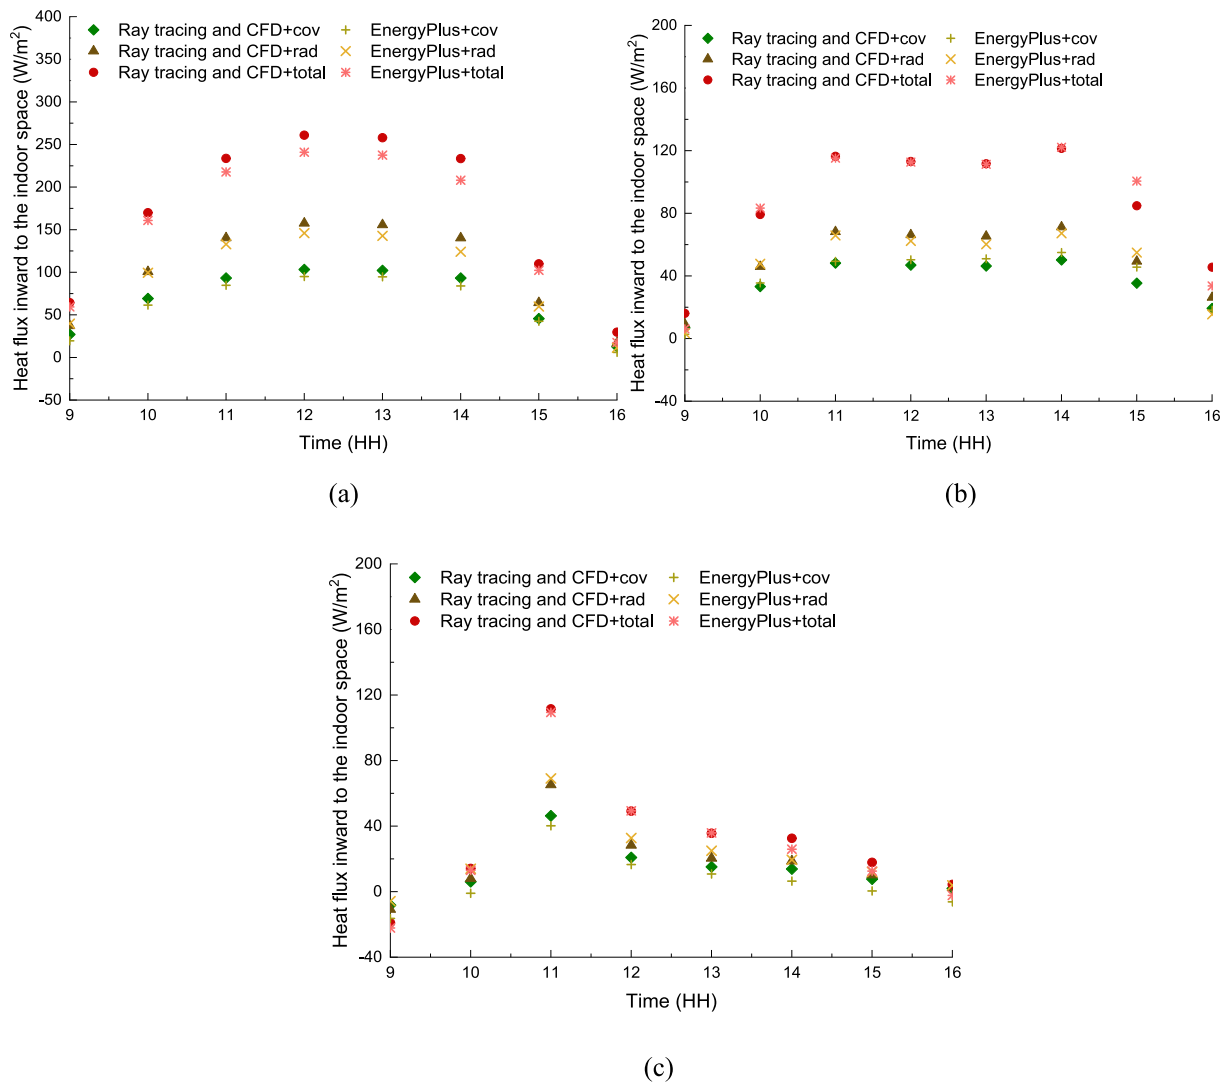 Heat flux inward to the indoor space (W/m²)
400
350
300
250
200
150
100
50
0
-50
Ray tracing and CFD+cov
EnergyPlus+cov
Ray tracing and CFD+rad
EnergyPlus+rad
Ray tracing and CFD+total
EnergyPlus+total
9 10 11 12 13 14 15 16
Time (HH)
(a)
Heat flux inward to the indoor space (W/m²)
200
160
120
80
40
0
-40
Ray tracing and CFD+cov
EnergyPlus+cov
Ray tracing and CFD+rad
EnergyPlus+rad
Ray tracing and CFD+total
EnergyPlus+total
9 10 11 12 13 14 15 16
Time (HH)
(b)
Heat flux inward to the indoor space (W/m²)
200
160
120
80
40
0
-40
Ray tracing and CFD+cov
EnergyPlus+cov
Ray tracing and CFD+rad
EnergyPlus+rad
Ray tracing and CFD+total
EnergyPlus+total
9 10 11 12 13 14 15 16
Time (HH)
(c)